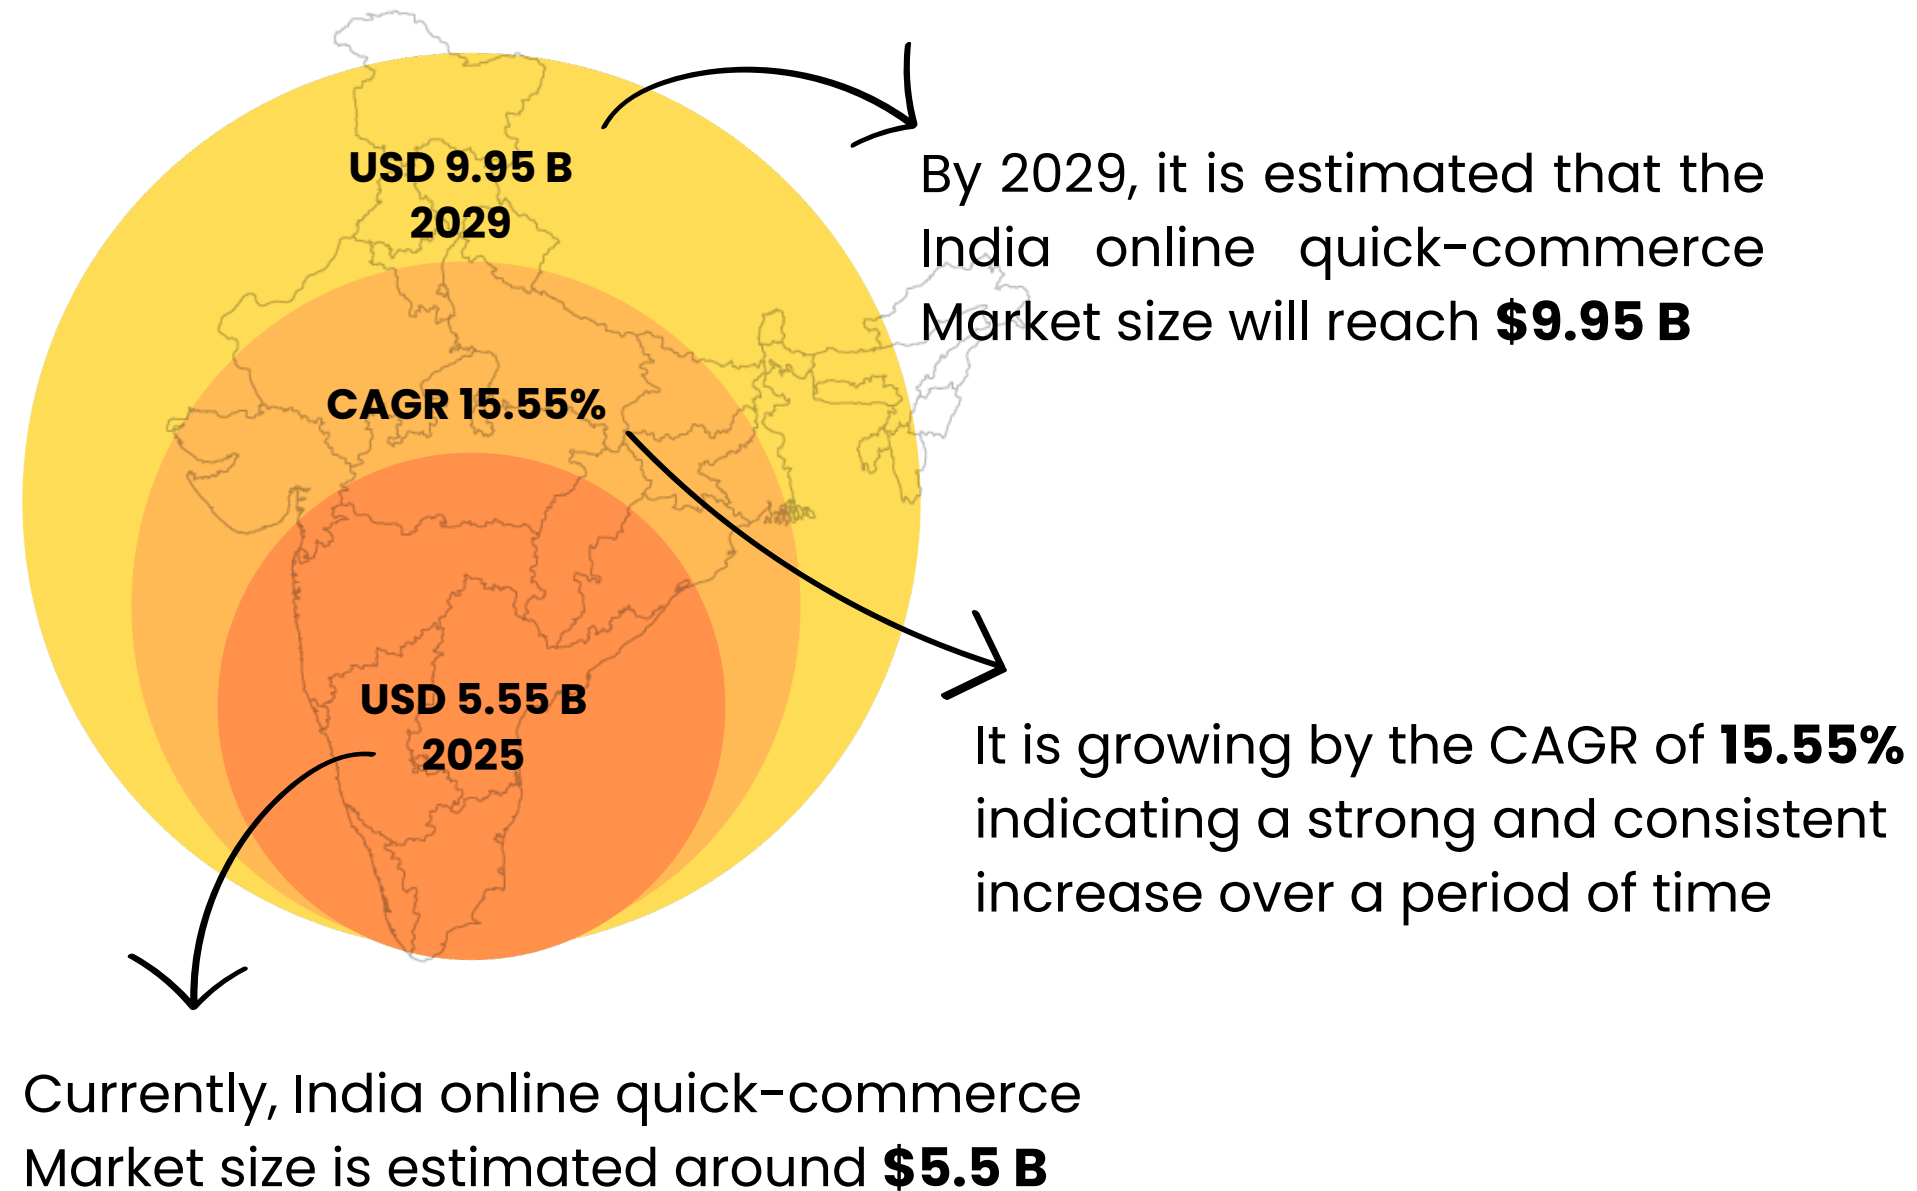 USD 9.95 B
2029
By 2029, it is estimated that the
India online quick-commerce
Market size will reach $9.95 B
CAGR 15.55%
USD 5.55 B
2025
It is growing by the CAGR of 15.55%
indicating a strong and consistent
increase over a period of time
Currently, India online quick-commerce
Market size is estimated around $5.5 B